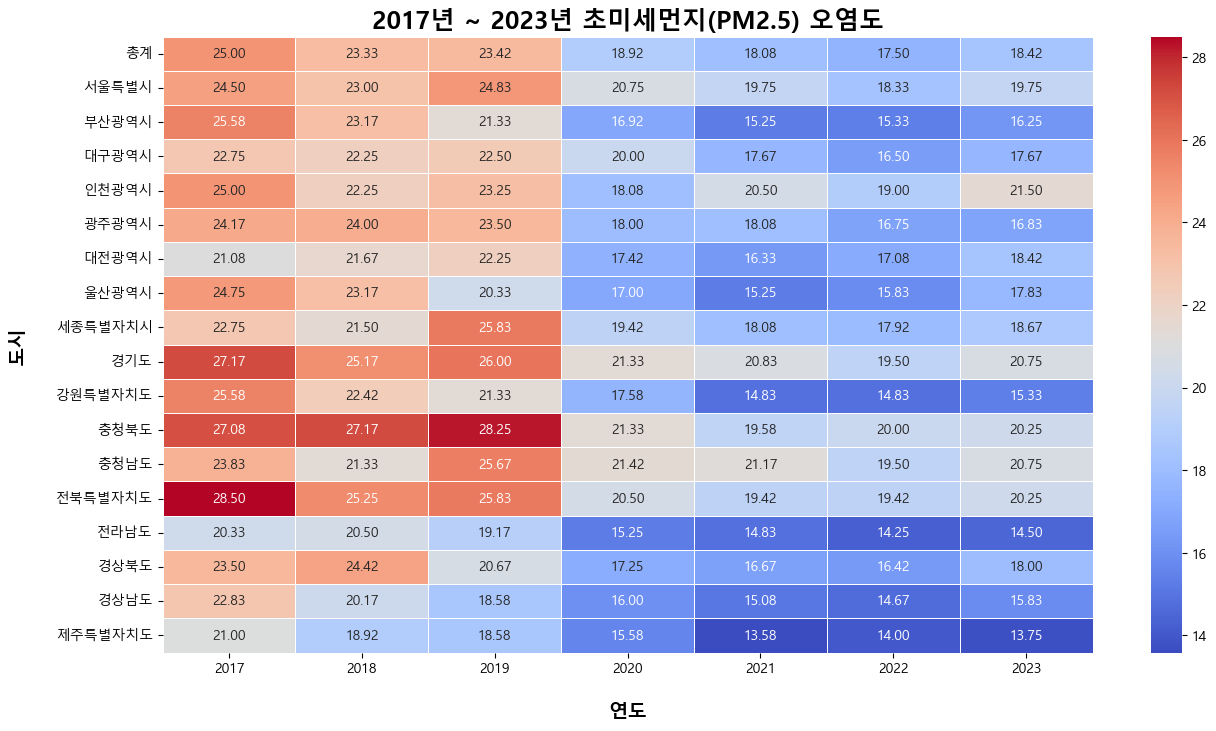 2017년 ~ 2023년 초미세먼지(PM2.5) 오염도
총계 25.00 23.33 23.42 18.92 18.08 17.50 18.42
서울특별시 24.50 23.00 24.83 20.75 19.75 18.33 19.75
부산광역시 25.58 23.17 21.33 16.92 15.25 15.33 16.25
대구광역시 22.75 22.25 22.50 20.00 17.67 16.50 17.67
인천광역시 25.00 22.25 23.25 18.08 20.50 19.00 21.50
광주광역시 24.17 24.00 23.50 18.00 18.08 16.75 16.83
대전광역시 21.08 21.67 22.25 17.42 16.33 17.08 18.42
울산광역시 24.75 23.17 20.33 17.00 15.25 15.83 17.83
세종특별자치시 22.75 21.50 25.83 19.42 18.08 17.92 18.67
경기도 27.17 25.17 26.00 21.33 20.83 19.50 20.75
강원특별자치도 25.58 22.42 21.33 17.58 14.83 14.83 15.33
충청북도 27.08 27.17 28.25 21.33 19.58 20.00 20.25
충청남도 23.83 21.33 25.67 21.42 21.17 19.50 20.75
전북특별자치도 28.50 25.25 25.83 20.50 19.42 19.42 20.25
전라남도 20.33 20.50 19.17 15.25 14.83 14.25 14.50
경상북도 23.50 24.42 20.67 17.25 16.67 16.42 18.00
경상남도 22.83 20.17 18.58 16.00 15.08 14.67 15.83
제주특별자치도 21.00 18.92 18.58 15.58 13.58 14.00 13.75
2017 2018 2019 2020 2021 2022 2023
연도
도시
28
26
24
22
20
18
16
14